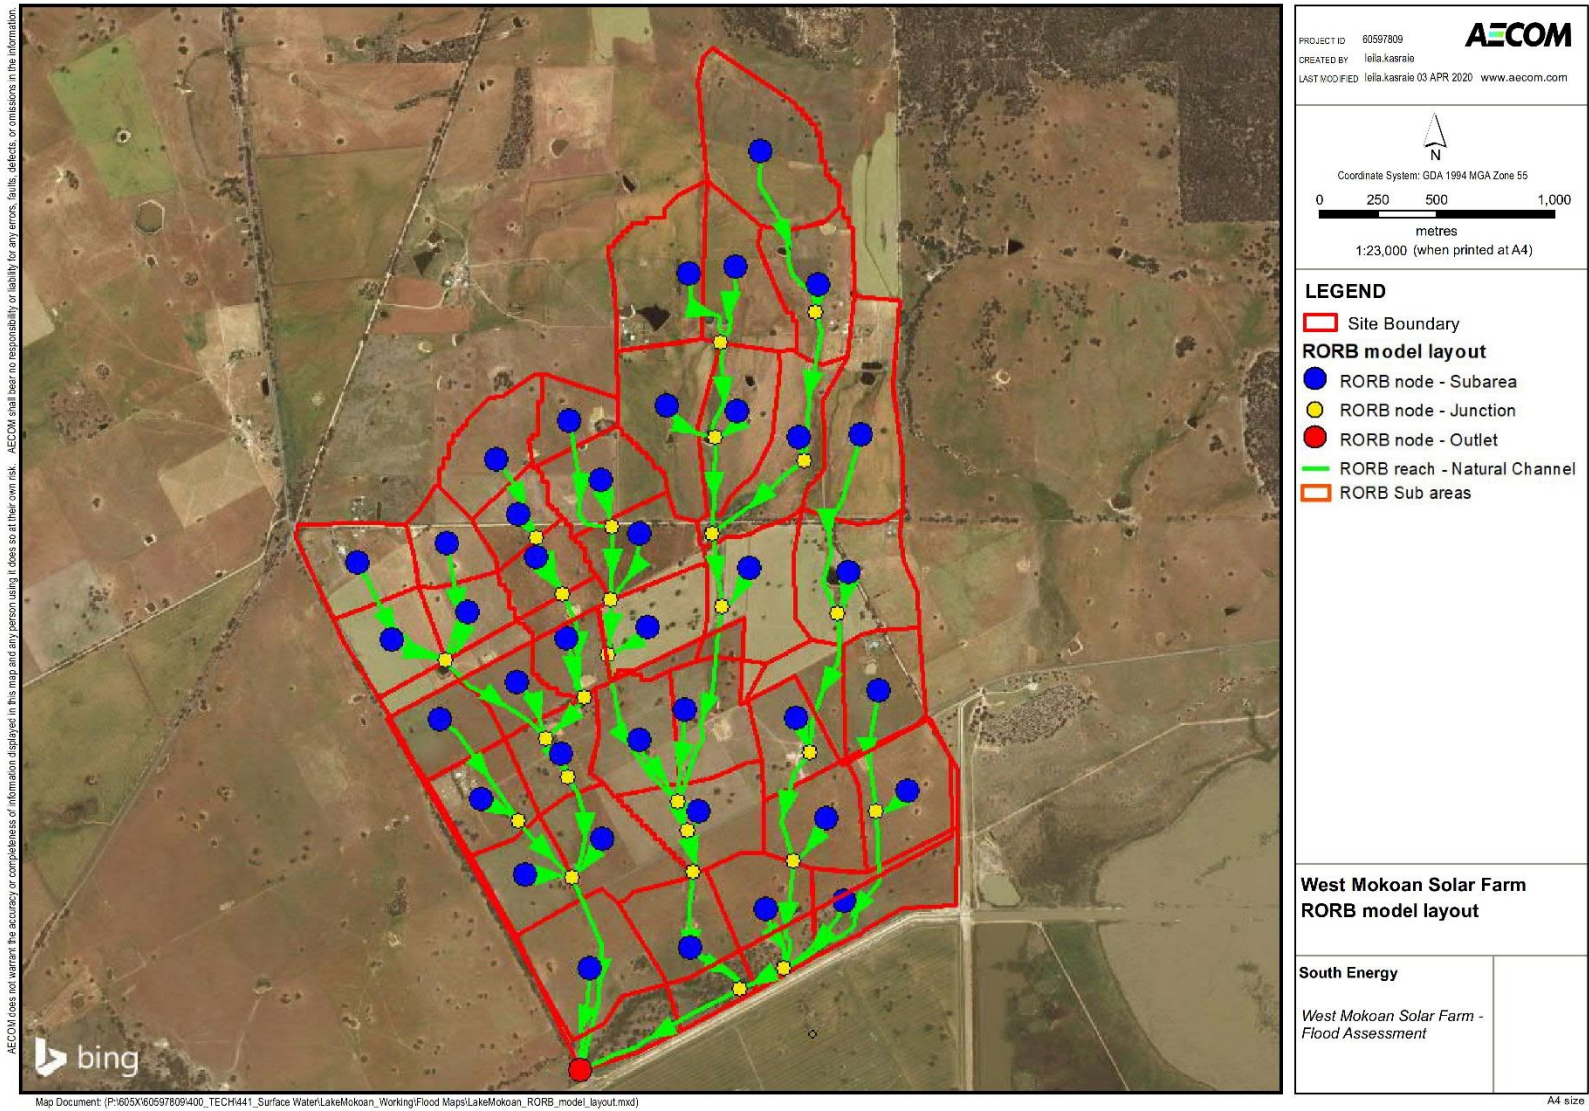 AECOM does not warrant the accuracy or completeness of information displayed in this map and any person using it does so at their own risk. AECOM shall bear no responsibility or liability for any errors, faults, defects, or omissions in the information.
bing
Map Document: (P:\605X\60597809\400_TECH\441_Surface Water\LakeMokoan_Working\Flood Maps\LakeMokoan_RORB_model_layout.mxd)
AECOM
PROJECT ID 60597809
CREATED BY leila.kasraie
LAST MODIFIED leila.kasraie 03 APR 2020 www.aecom.com
N
Coordinate System: GDA 1994 MGA Zone 55
0 250 500 1,000
metres
1:23,000 (when printed at A4)
LEGEND
Site Boundary
RORB model layout
RORB node - Subarea
RORB node - Junction
RORB node - Outlet
RORB reach - Natural Channel
RORB Sub areas
West Mokoan Solar Farm
RORB model layout
South Energy
West Mokoan Solar Farm -
Flood Assessment
A4 size